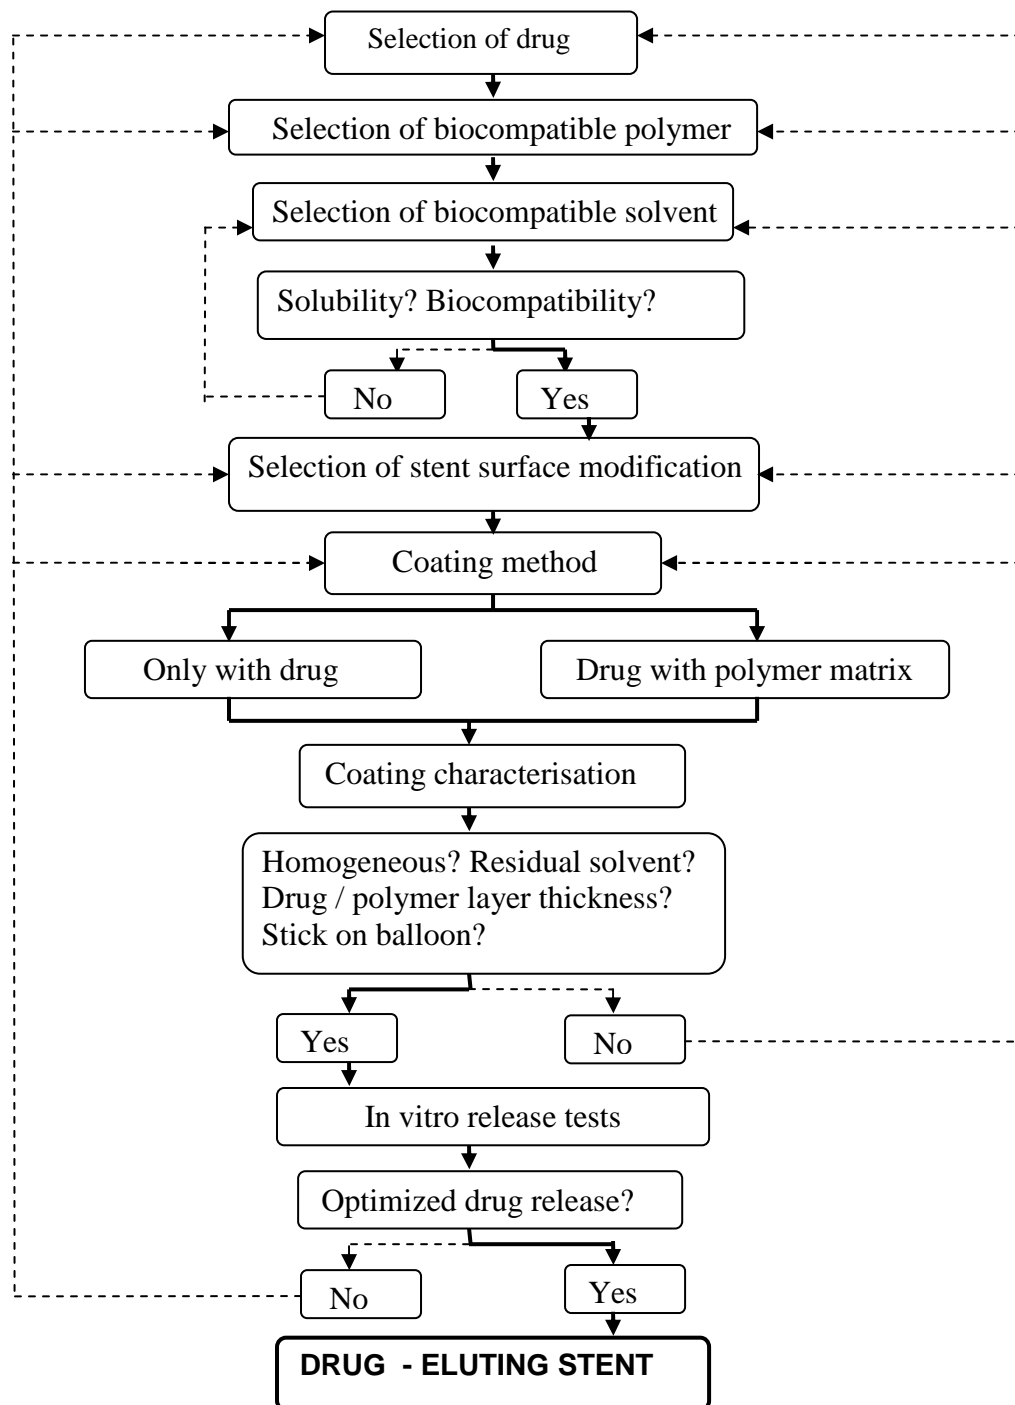 Selection of drug
Selection of biocompatible polymer
Selection of biocompatible solvent
Solubility? Biocompatibility?
No
Yes
Selection of stent surface modification
Coating method
Only with drug
Drug with polymer matrix
Coating characterisation
Homogeneous? Residual solvent?
Drug / polymer layer thickness?
Stick on balloon?
Yes
No
In vitro release tests
Optimized drug release?
No
Yes
DRUG - ELUTING STENT